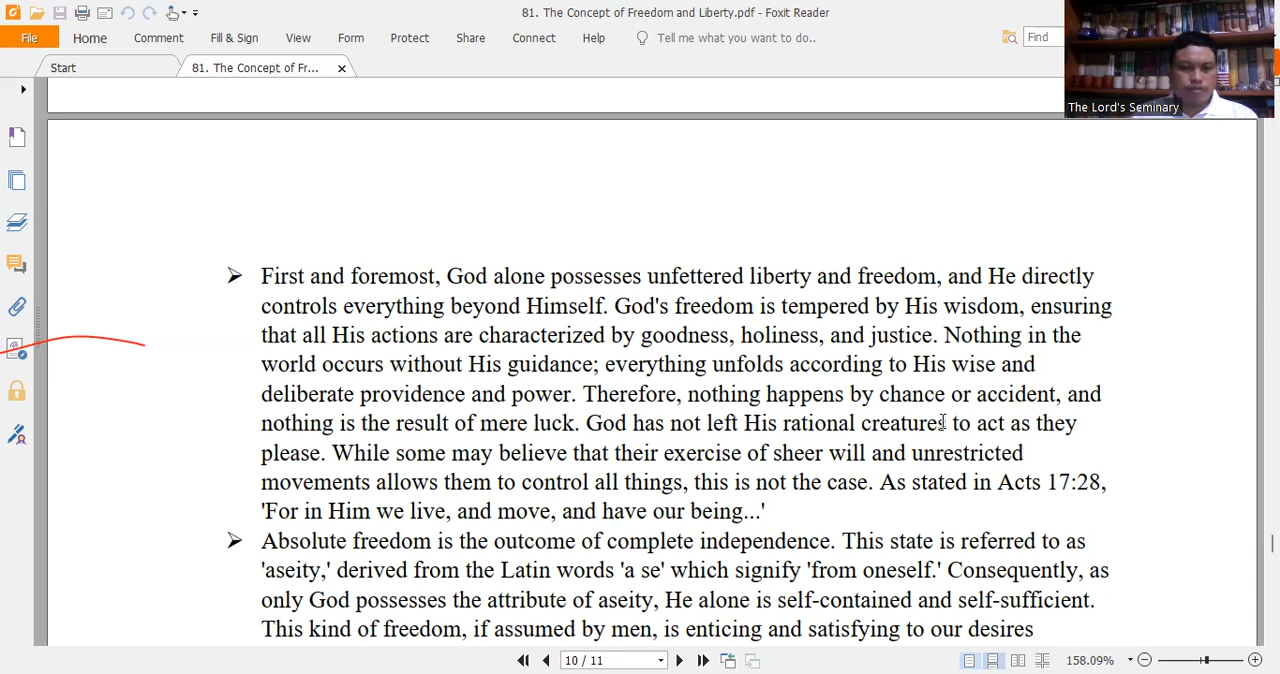 81. The Concept of Freedom and Liberty.pdf - Foxit Reader
File Home Comment Fill & Sign View Form Protect Share Connect Help Tell me what you want to do.. Find
Start 81. The Concept of Fr...
The Lord's Seminary
➢ First and foremost, God alone possesses unfettered liberty and freedom, and He directly
controls everything beyond Himself. God's freedom is tempered by His wisdom, ensuring
that all His actions are characterized by goodness, holiness, and justice. Nothing in the
world occurs without His guidance; everything unfolds according to His wise and
deliberate providence and power. Therefore, nothing happens by chance or accident, and
nothing is the result of mere luck. God has not left His rational creatures to act as they
please. While some may believe that their exercise of sheer will and unrestricted
movements allows them to control all things, this is not the case. As stated in Acts 17:28,
'For in Him we live, and move, and have our being...'
➢ Absolute freedom is the outcome of complete independence. This state is referred to as
'aseity,' derived from the Latin words 'a se' which signify 'from oneself.' Consequently, as
only God possesses the attribute of aseity, He alone is self-contained and self-sufficient.
This kind of freedom, if assumed by men, is enticing and satisfying to our desires
10 / 11 158.09%